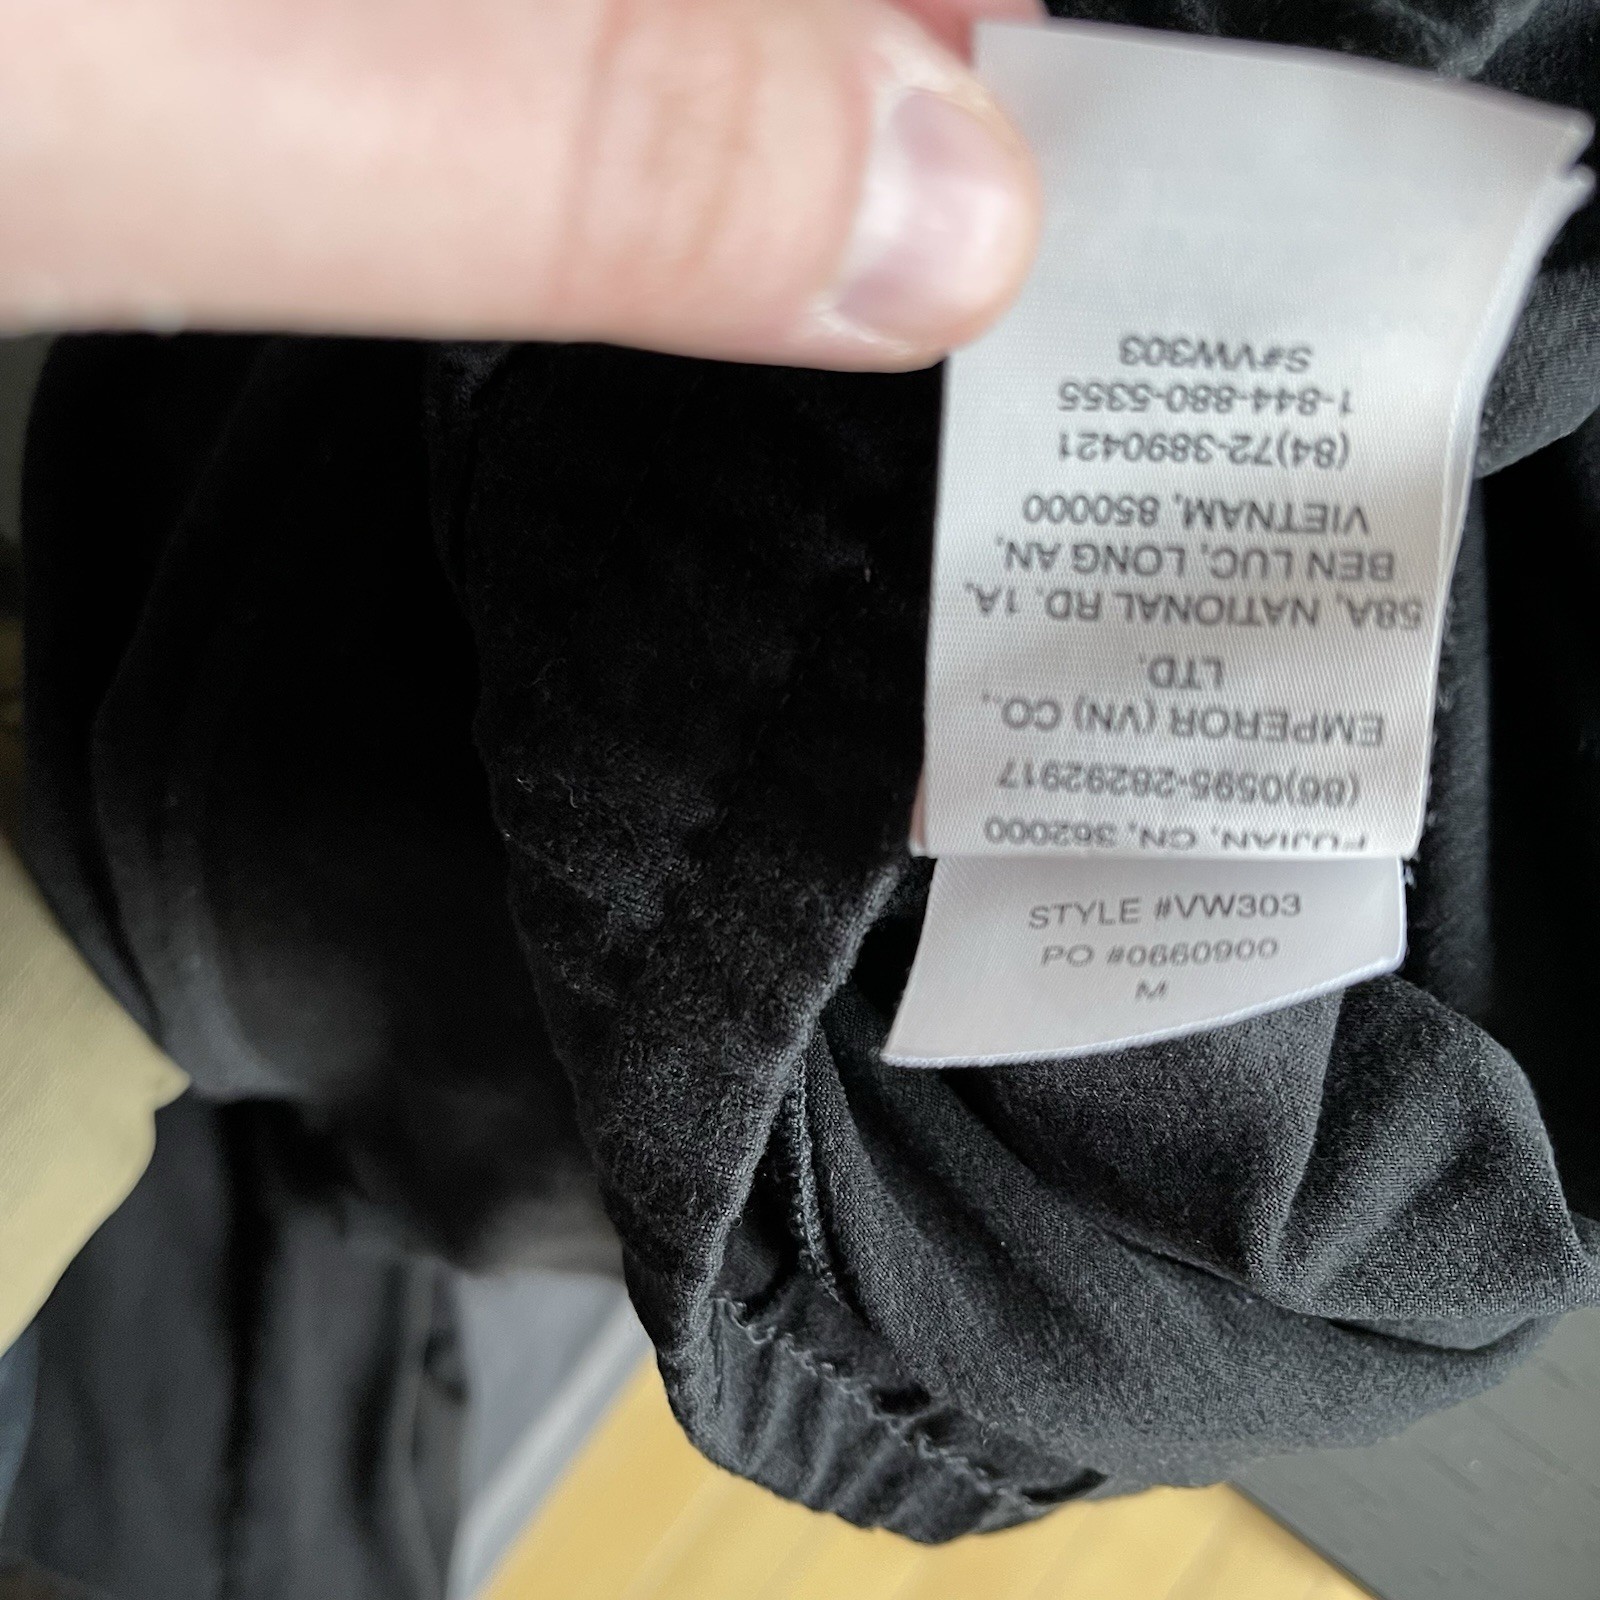 FUJIAN, CN, 362000
(86)0595-28292917
EMPEROR (VN) CO.,
LTD.
58A, NATIONAL RD. 1A,
BEN LUC, LONG AN,
VIETNAM, 850000
(84)72-3890421
1-844-880-5355
S#VW303
STYLE #VW303
PO #0660900
M